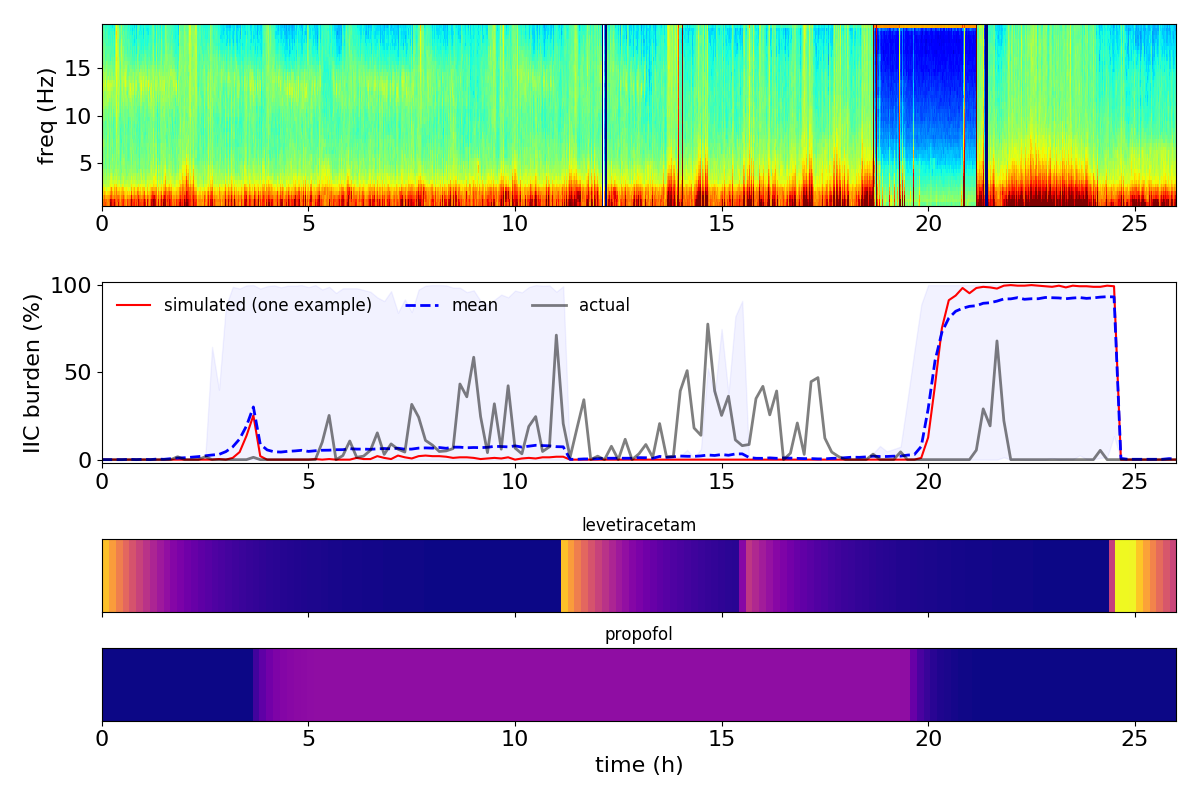 freq (Hz)
15
10
5
0 5 10 15 20 25
IIC burden (%)
100
50
0
simulated (one example) mean actual
0 5 10 15 20 25
levetiracetam
propofol
0 5 10 15 20 25
time (h)